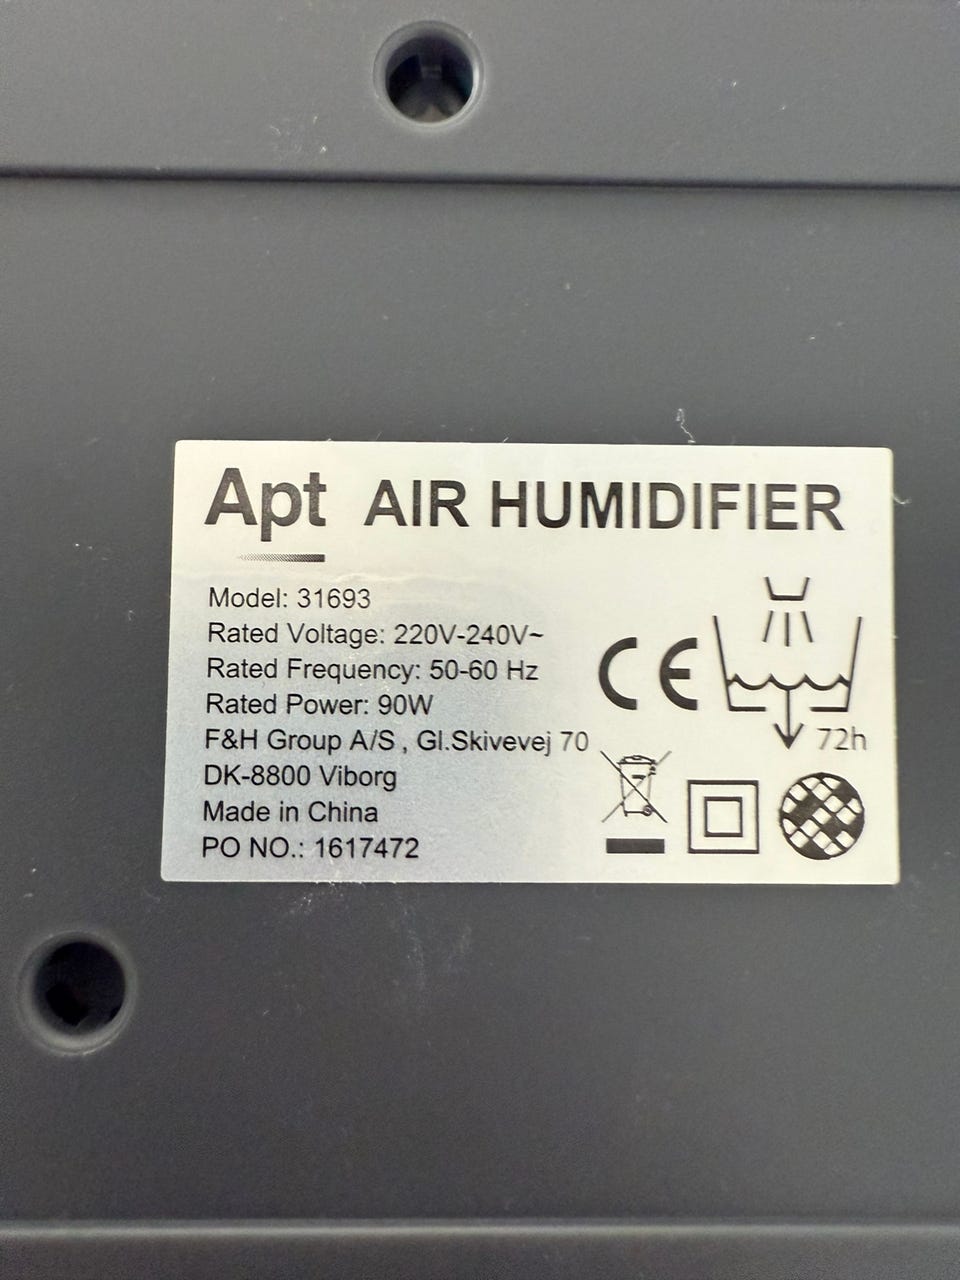 Apt AIR HUMIDIFIER
Model: 31693
Rated Voltage: 220V-240V~
Rated Frequency: 50-60 Hz
Rated Power: 90W
F&H Group A/S , Gl.Skivevej 70
DK-8800 Viborg
Made in China
PO NO.: 1617472
CE
72h